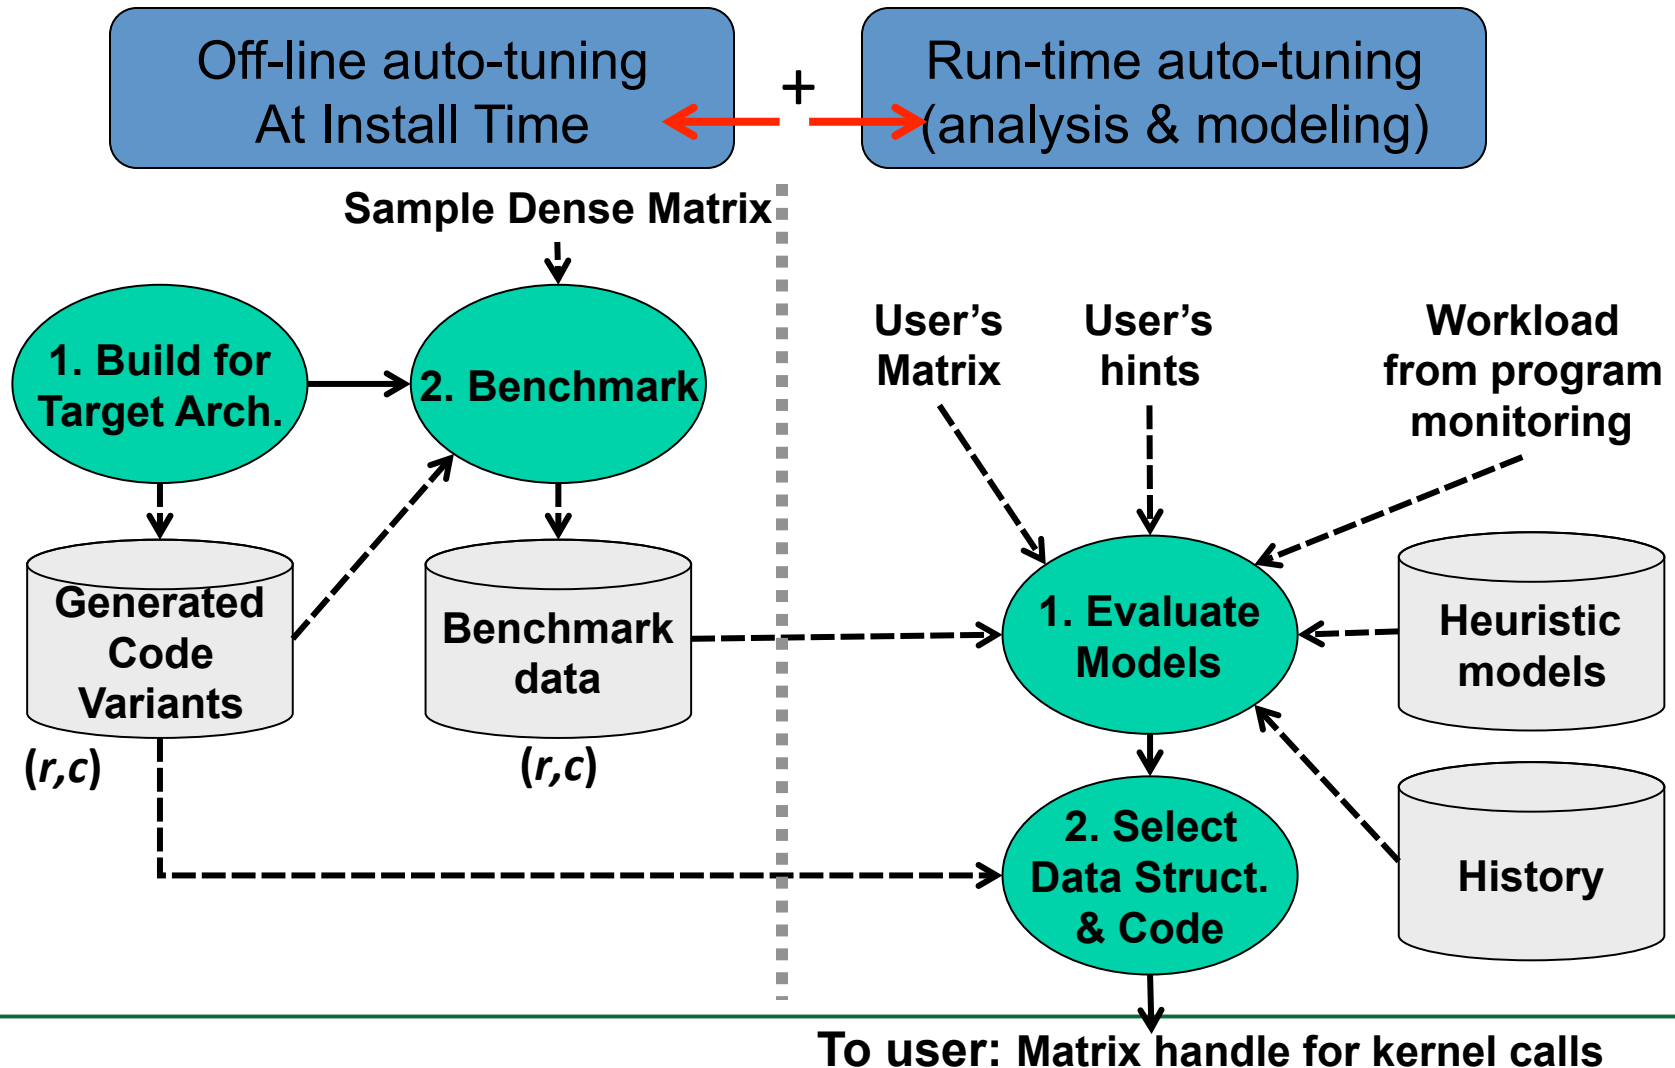 Off-line auto-tuning
At Install Time
+
Run-time auto-tuning
(analysis & modeling)
Sample Dense Matrix
1. Build for
Target Arch.
2. Benchmark
Generated
Code
Variants
(r,c)
Benchmark
data
(r,c)
User’s
Matrix
User’s
hints
Workload
from program
monitoring
1. Evaluate
Models
Heuristic
models
2. Select
Data Struct.
& Code
History
To user: Matrix handle for kernel calls